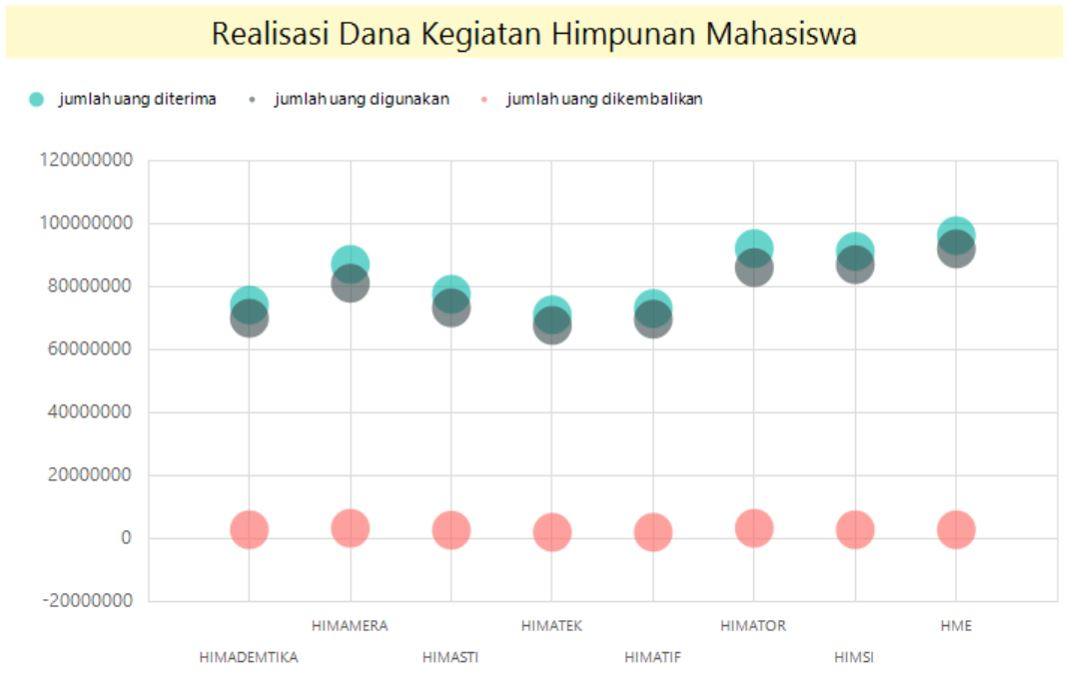 Realisasi Dana Kegiatan Himpunan Mahasiswa
jumlah uang diterima jumlah uang digunakan jumlah uang dikembalikan
120000000
100000000
80000000
60000000
40000000
20000000
0
-20000000
HIMAMERA HIMATEK HIMATOR HME
HIMADEMTIKA HIMASTI HIMATIF HIMSI